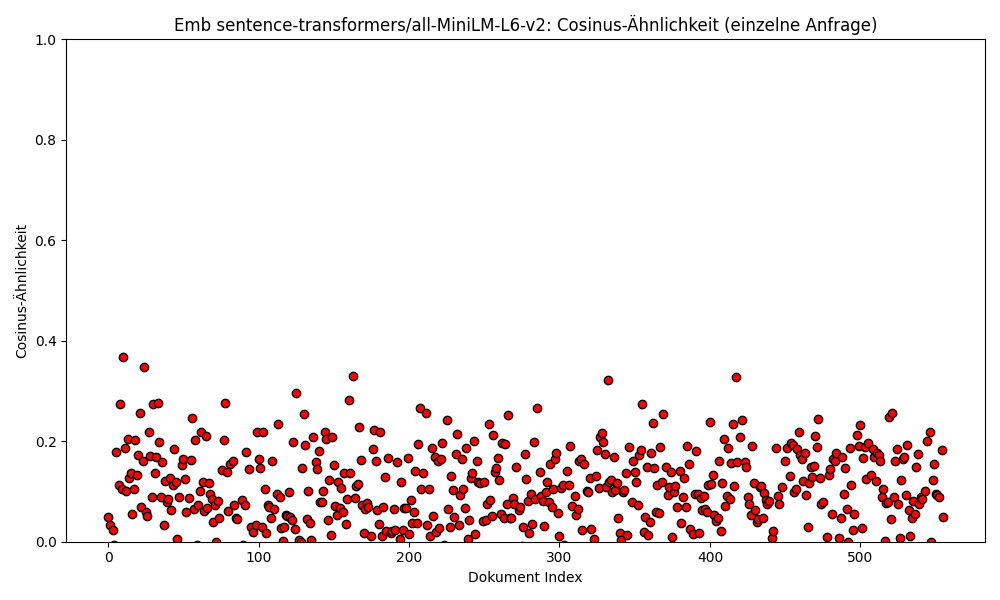 Emb sentence-transformers/all-MiniLM-L6-v2: Cosinus-Ähnlichkeit (einzelne Anfrage)
1.0
0.8
0.6
0.4
0.2
0.0
Cosinus-Ähnlichkeit
0 100 200 300 400 500
Dokument Index